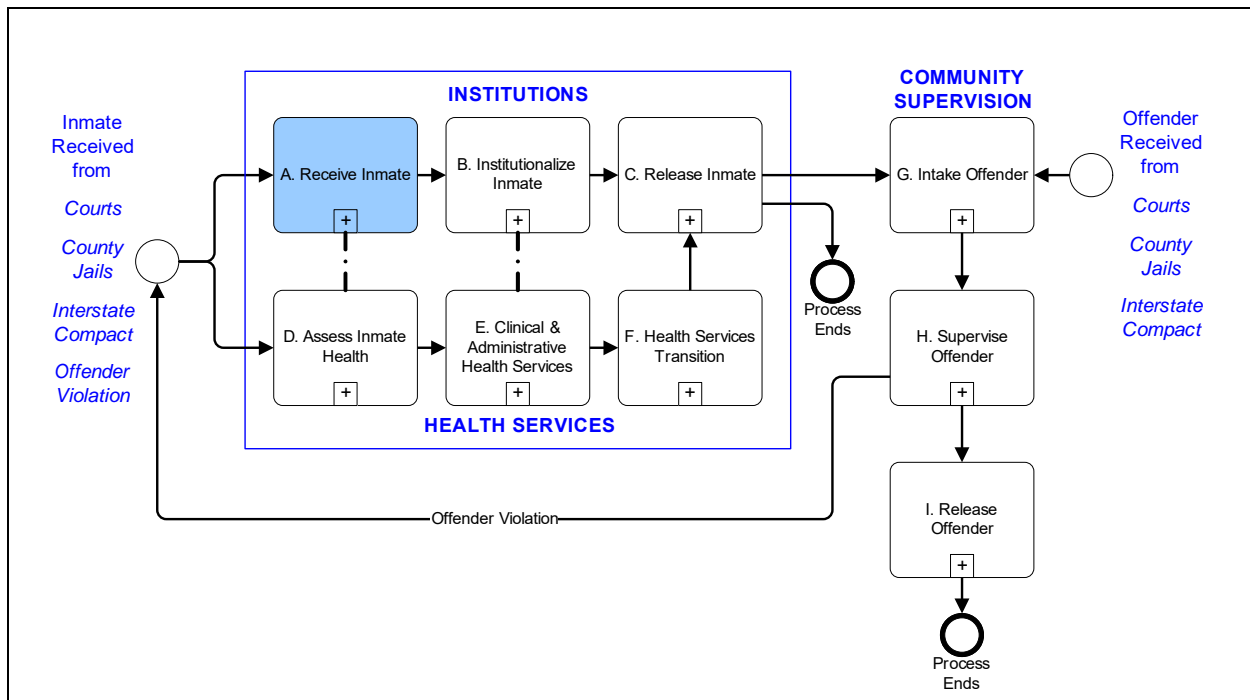 Inmate
Received
from
Courts
County
Jails
Interstate
Compact
Offender
Violation
INSTITUTIONS
A. Receive Inmate
+
B. Institutionalize
Inmate
+
C. Release Inmate
+
D. Assess Inmate
Health
+
E. Clinical &
Administrative
Health Services
+
F. Health Services
Transition
+
HEALTH SERVICES
Process
Ends
COMMUNITY
SUPERVISION
G. Intake Offender
+
H. Supervise
Offender
+
I. Release
Offender
+
Process
Ends
Offender
Received
from
Courts
County
Jails
Interstate
Compact
Offender Violation